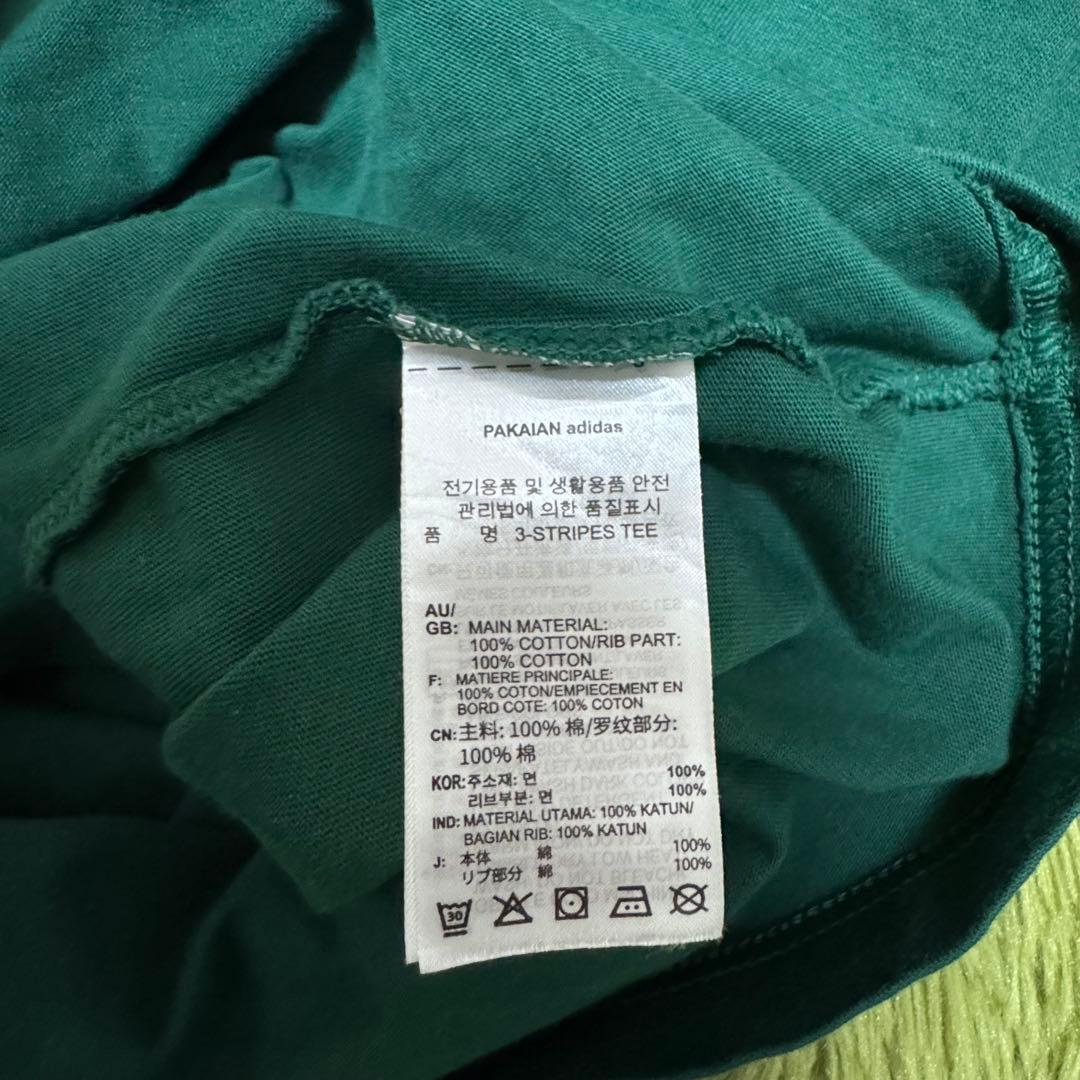 PAKAIAN adidas
전기용품 및 생활용품 안전
관리법에 의한 품질표시
품 명 3-STRIPES TEE
AU/
GB: MAIN MATERIAL:
100% COTTON/RIB PART:
100% COTTON
F: MATIERE PRINCIPALE:
100% COTON/EMPIECEMENT EN
BORD COTE: 100% COTON
CN: 主料: 100% 棉/罗纹部分:
100% 棉
KOR: 주소재: 면 100%
리브부분: 면 100%
IND: MATERIAL UTAMA: 100% KATUN/
BAGIAN RIB: 100% KATUN
J: 本体 綿 100%
リブ部分 綿 100%
30